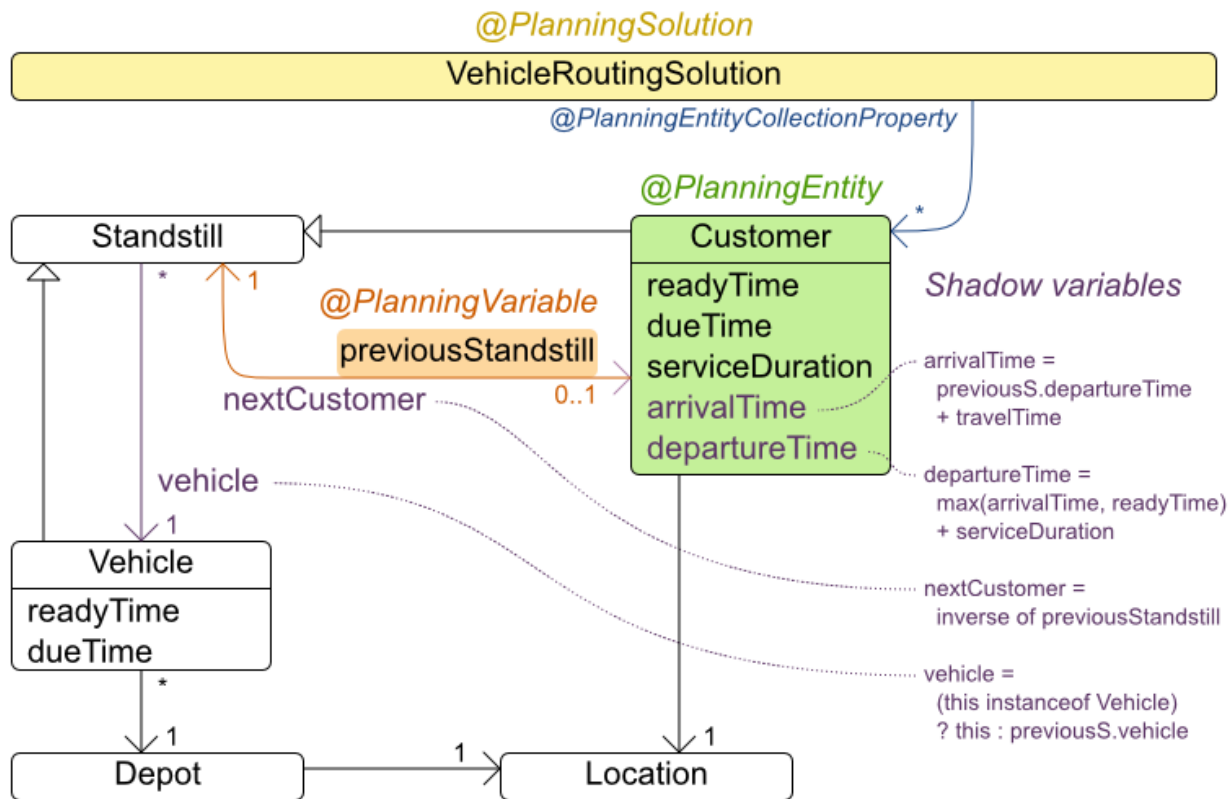 @PlanningSolution
VehicleRoutingSolution
@PlanningEntityCollectionProperty
@PlanningEntity
*
Standstill
Customer
*
1
@PlanningVariable
previousStandstill
0..1
nextCustomer
readyTime
dueTime
serviceDuration
arrivalTime
departureTime
Shadow variables
arrivalTime =
previousS.departureTime
+ travelTime
departureTime =
max(arrivalTime, readyTime)
+ serviceDuration
nextCustomer =
inverse of previousStandstill
vehicle =
(this instanceof Vehicle)
? this : previousS.vehicle
vehicle
1
Vehicle
readyTime
dueTime
*
1
1
1
Depot
Location